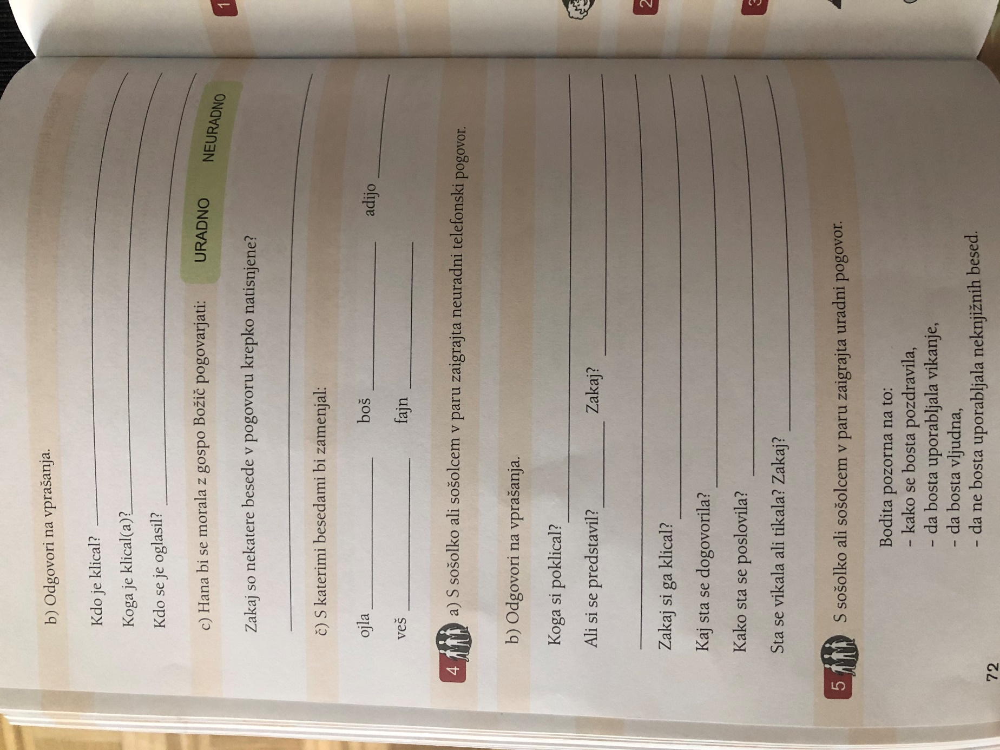 b) Odgovori na vprašanja.
Kdo je klical?
Koga je klical(a)?
Kdo se je oglasil?
c) Hana bi se morala z gospo Božič pogovarjati: URADNO NEURADNO
Zakaj so nekatere besede v pogovoru krepko natisnjene?
č) S katerimi besedami bi zamenjal:
ojla boš adijo
veš fajn
4 a) S sošolko ali sošolcem v paru zaigrajta neuradni telefonski pogovor.
b) Odgovori na vprašanja.
Koga si poklical?
Ali si se predstavil? Zakaj?
Zakaj si ga klical?
Kaj sta se dogovorila?
Kako sta se poslovila?
Sta se vikala ali tikala? Zakaj?
5 S sošolko ali sošolcem v paru zaigrajta uradni pogovor.
Bodita pozorna na to:
- kako se bosta pozdravila,
- da bosta uporabljala vikanje,
- da bosta vljudna,
- da ne bosta uporabljala neknjižnih besed.
72
1
2
3